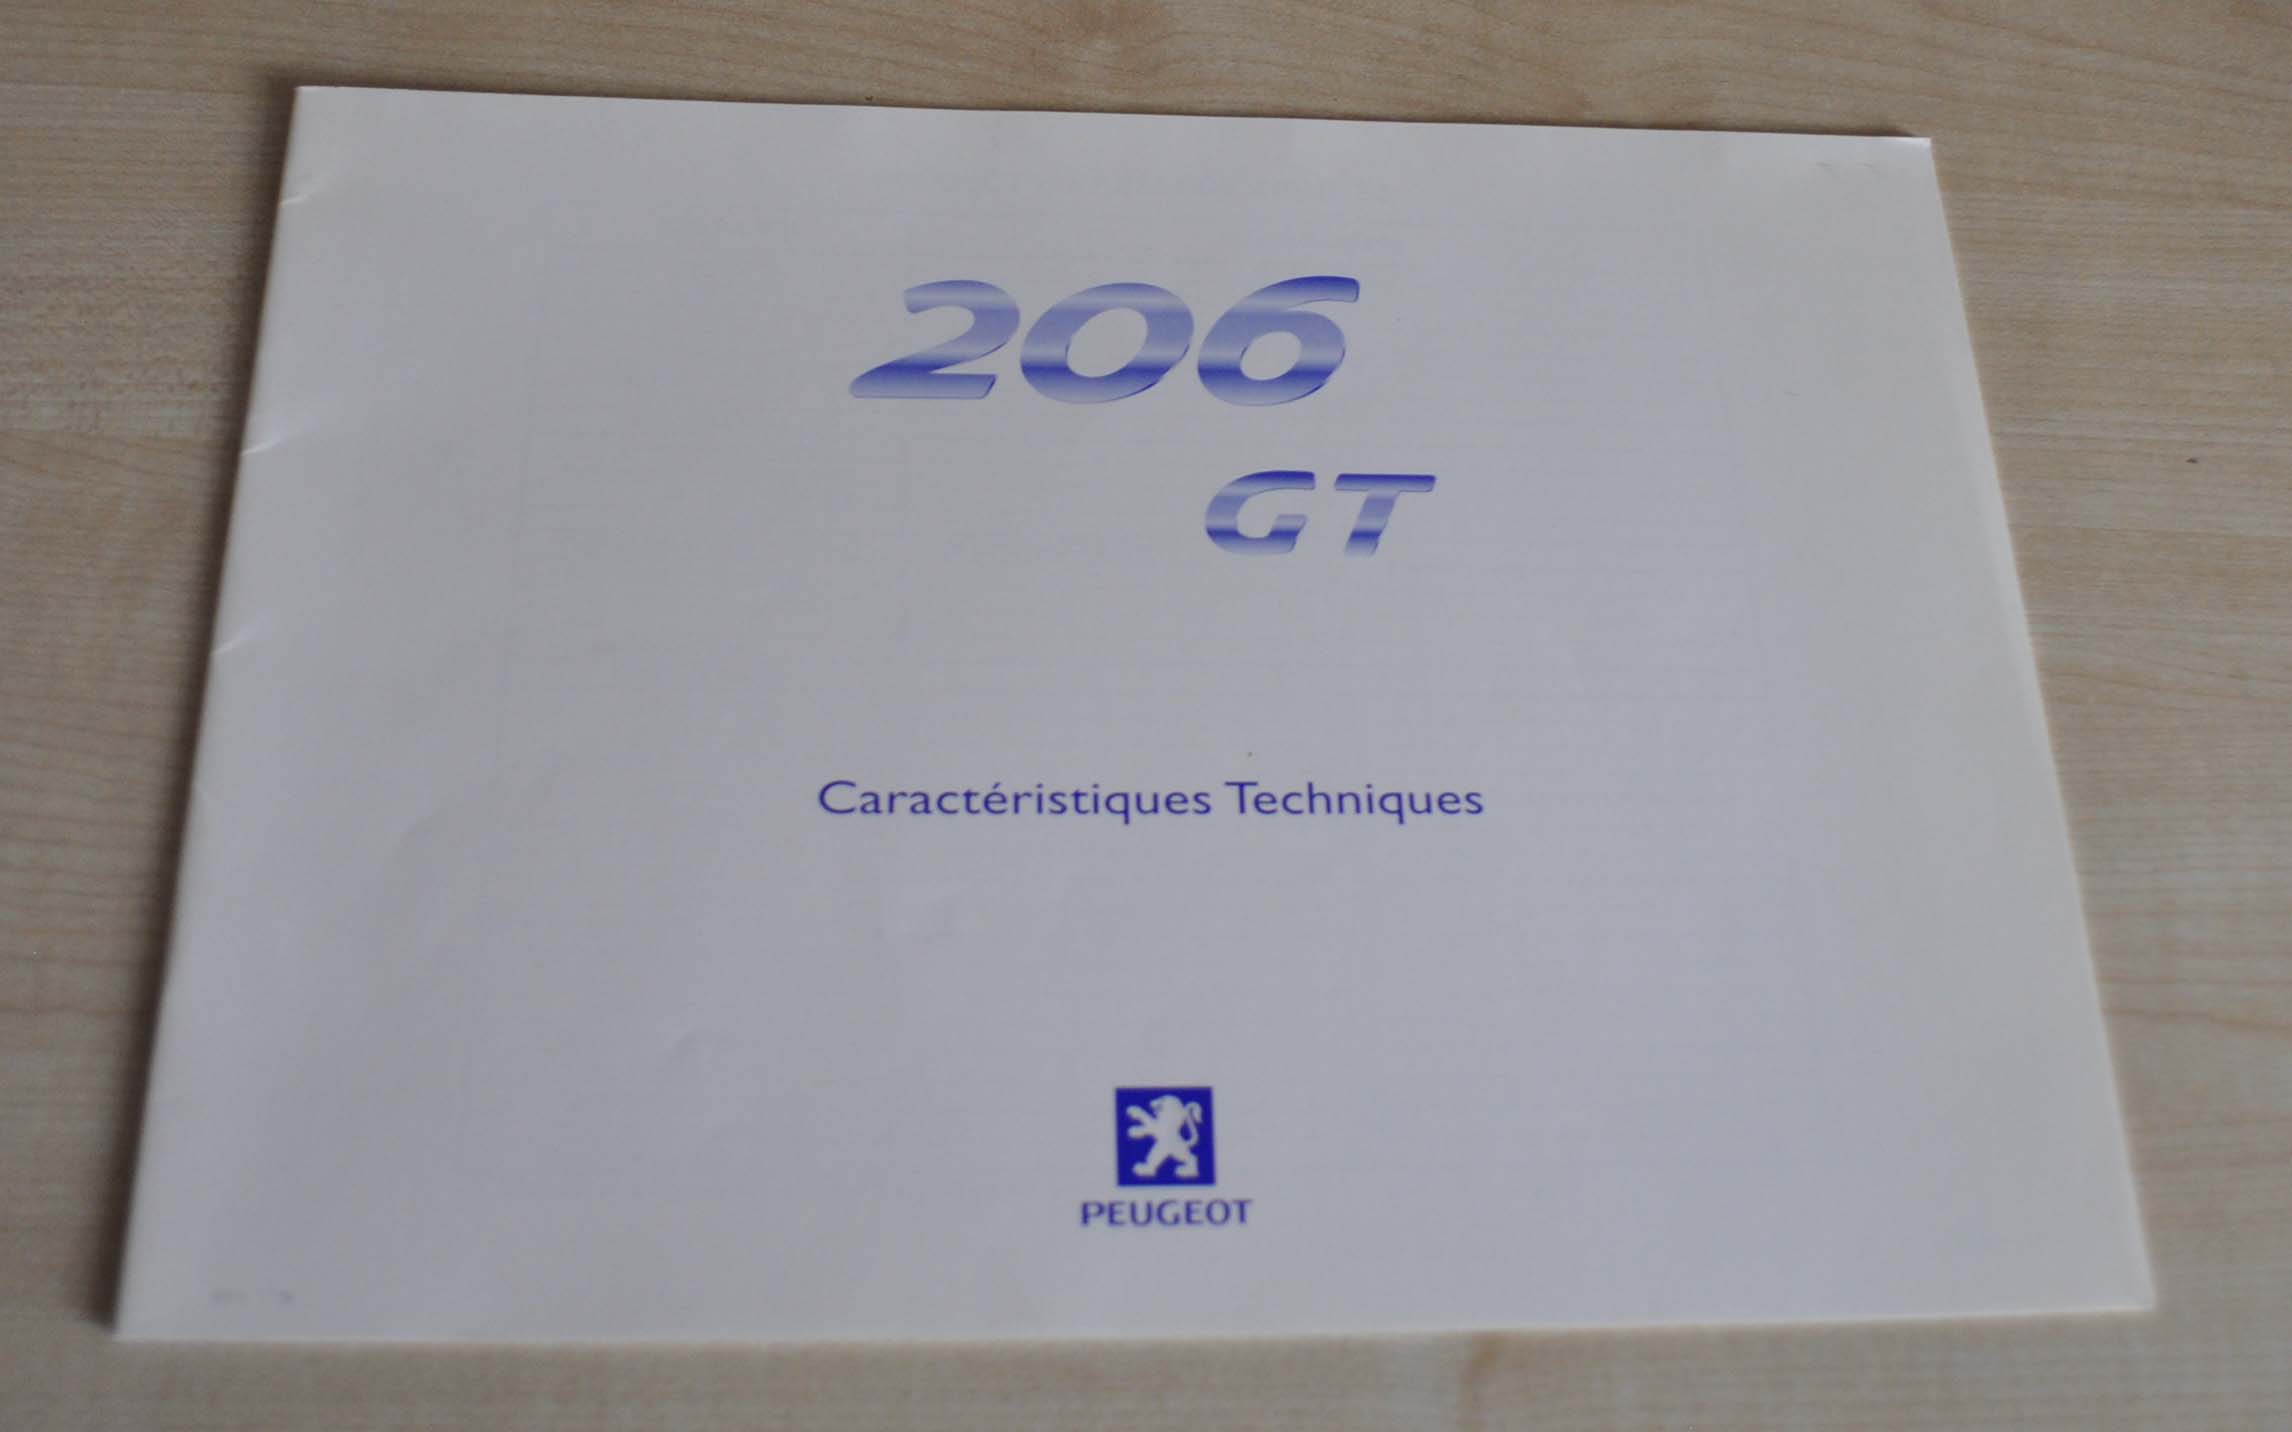 206
GT
Caractéristiques Techniques
PEUGEOT